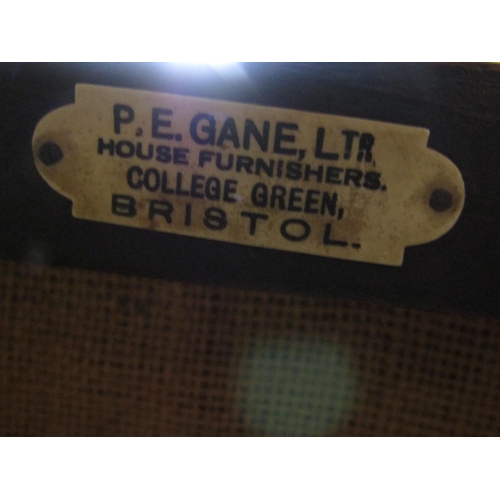 P.E. GANE, LTD.
HOUSE FURNISHERS.
COLLEGE GREEN,
BRISTOL.